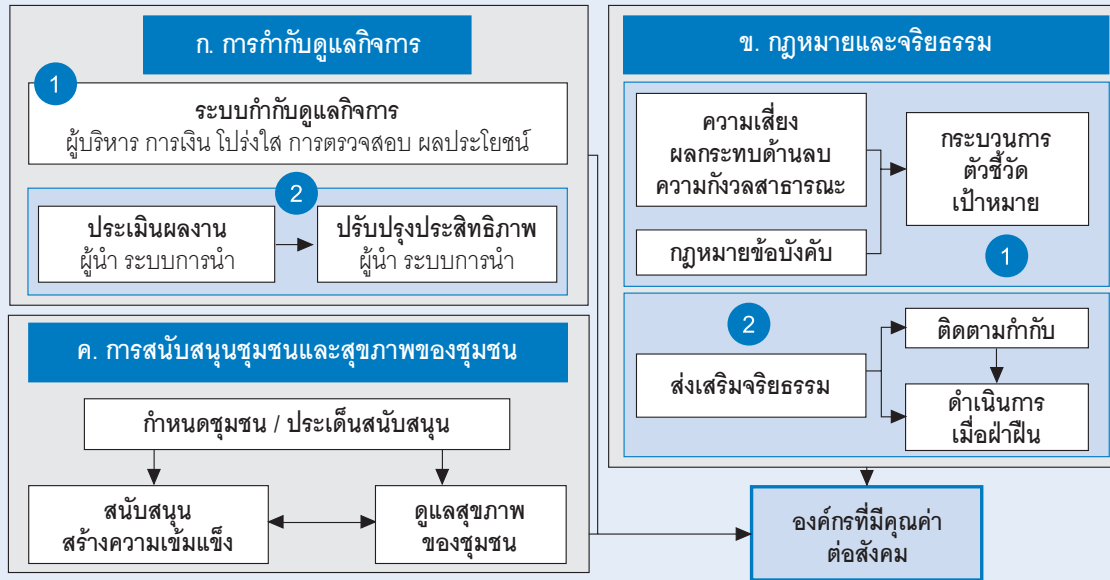 ก. การกำกับดูแลกิจการ
1
ระบบกำกับดูแลกิจการ
ผู้บริหาร การเงิน โปร่งใส การตรวจสอบ ผลประโยชน์
2
ประเมินผลงาน
ผู้นำ ระบบการนำ
ปรับปรุงประสิทธิภาพ
ผู้นำ ระบบการนำ
ข. กฎหมายและจริยธรรม
ความเสี่ยง
ผลกระทบด้านลบ
ความกังวลสาธารณะ
กฎหมายข้อบังคับ
กระบวนการ
ตัวชี้วัด
เป้าหมาย
1
2
ส่งเสริมจริยธรรม
ติดตามกำกับ
ดำเนินการ
เมื่อฝ่าฝืน
ค. การสนับสนุนชุมชนและสุขภาพของชุมชน
กำหนดชุมชน / ประเด็นสนับสนุน
สนับสนุน
สร้างความเข้มแข็ง
ดูแลสุขภาพ
ของชุมชน
องค์กรที่มีคุณค่า
ต่อสังคม